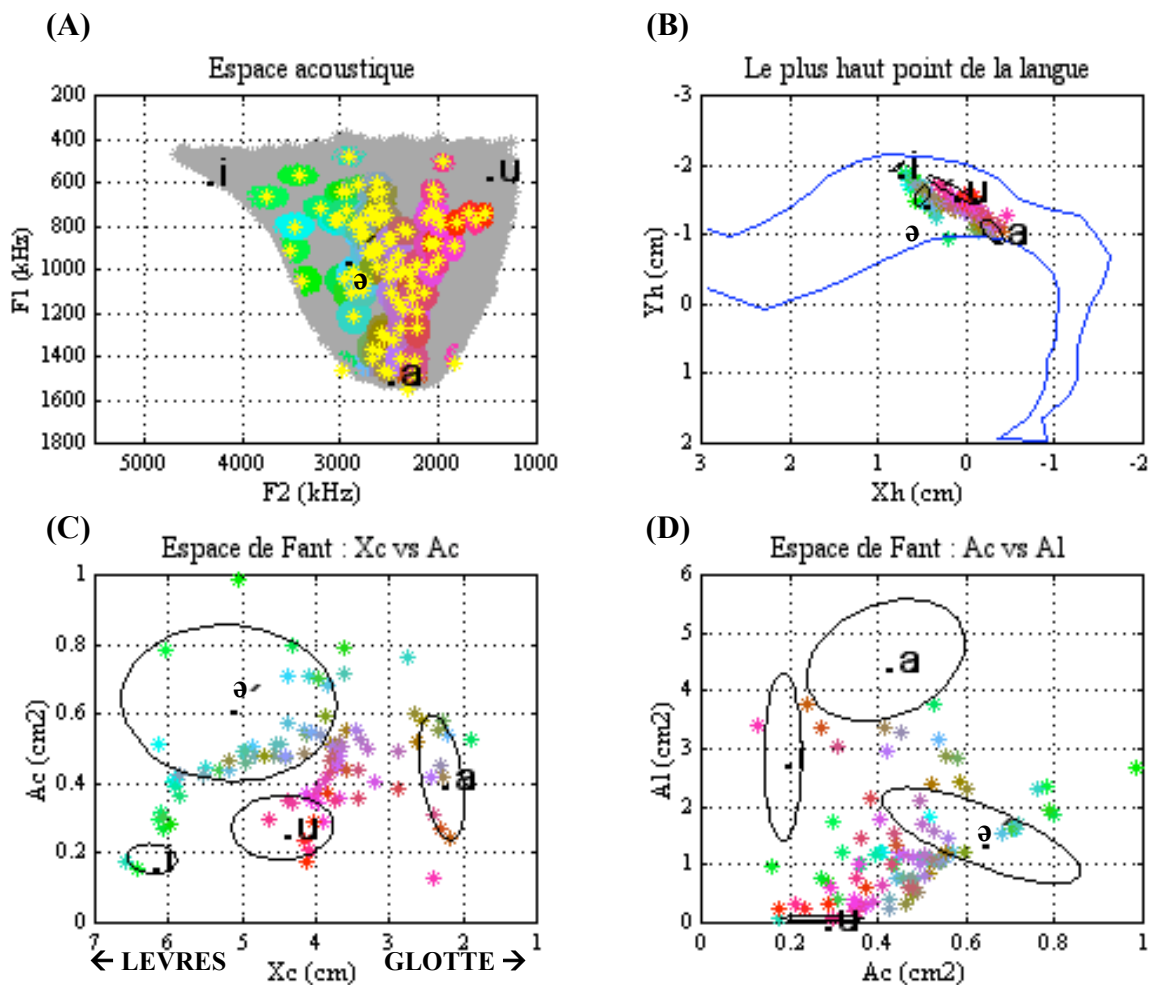 (A)
Espace acoustique
200
400
600
800
1000
1200
1400
1600
1800
F1 (kHz)
5000 4000 3000 2000 1000
F2 (kHz)
.i
.u
.ə
.a
(B)
Le plus haut point de la langue
-3
-2
-1
0
1
2
Yh (cm)
3 2 1 0 -1 -2
Xh (cm)
.i
.u
ə
.a
(C)
Espace de Fant : Xc vs Ac
1
0.8
0.6
0.4
0.2
0
Ac (cm2)
7 6 5 4 3 2 1
← LEVRES Xc (cm) GLOTTE →
ə
.a
.u
.i
(D)
Espace de Fant : Ac vs Al
6
5
4
3
2
1
0
Al (cm2)
0 0.2 0.4 0.6 0.8 1
Ac (cm2)
.a
.i
ə
.u